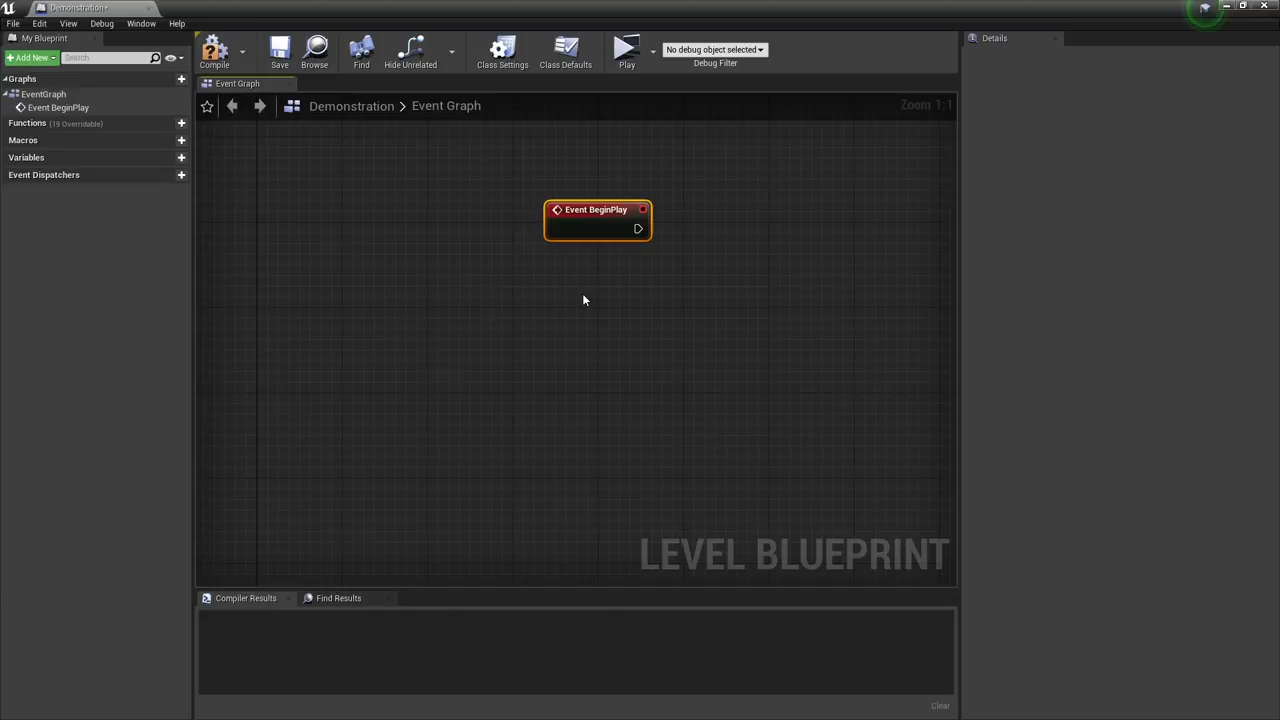 Demonstration*
File Edit View Debug Window Help
My Blueprint
Details
+Add New
Search
Compile
Save
Browse
Find
Hide Unrelated
Class Settings
Class Defaults
Play
No debug object selected
Debug Filter
Graphs
EventGraph
Event BeginPlay
Functions (19 Overridable)
Macros
Variables
Event Dispatchers
Event Graph
Demonstration > Event Graph
Zoom 1:1
Event BeginPlay
LEVEL BLUEPRINT
Compiler Results
Find Results
Clear